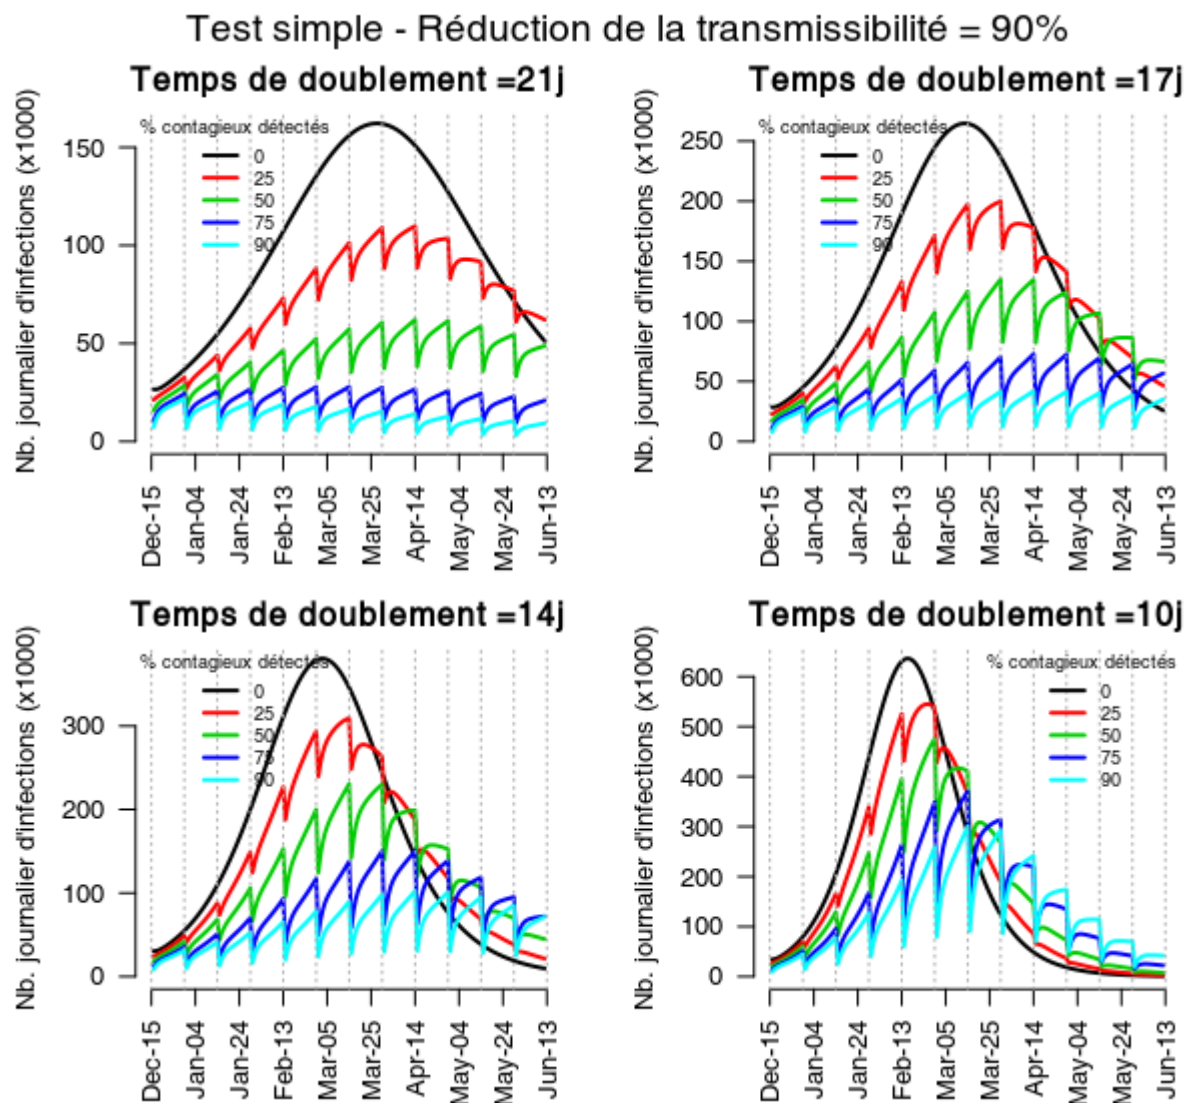 Test simple - Réduction de la transmissibilité = 90%
Temps de doublement =21j
Nb. journalier d'infections (x1000)
% contagieux détectés
0
25
50
75
90
150
100
50
0
Dec-15
Jan-04
Jan-24
Feb-13
Mar-05
Mar-25
Apr-14
May-04
May-24
Jun-13
Temps de doublement =17j
Nb. journalier d'infections (x1000)
% contagieux détectés
0
25
50
75
90
250
200
150
100
50
0
Dec-15
Jan-04
Jan-24
Feb-13
Mar-05
Mar-25
Apr-14
May-04
May-24
Jun-13
Temps de doublement =14j
Nb. journalier d'infections (x1000)
% contagieux détectés
0
25
50
75
90
300
200
100
0
Dec-15
Jan-04
Jan-24
Feb-13
Mar-05
Mar-25
Apr-14
May-04
May-24
Jun-13
Temps de doublement =10j
Nb. journalier d'infections (x1000)
% contagieux détectés
0
25
50
75
90
600
500
400
300
200
100
0
Dec-15
Jan-04
Jan-24
Feb-13
Mar-05
Mar-25
Apr-14
May-04
May-24
Jun-13